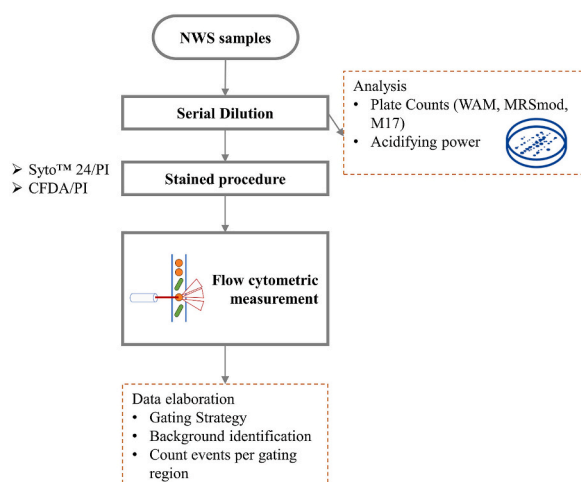 NWS samples
Serial Dilution
Analysis
• Plate Counts (WAM, MRSmod,
M17)
• Acidifying power
➢ Syto™ 24/PI
➢ CFDA/PI
Stained procedure
Flow cytometric
measurement
Data elaboration
• Gating Strategy
• Background identification
• Count events per gating
region